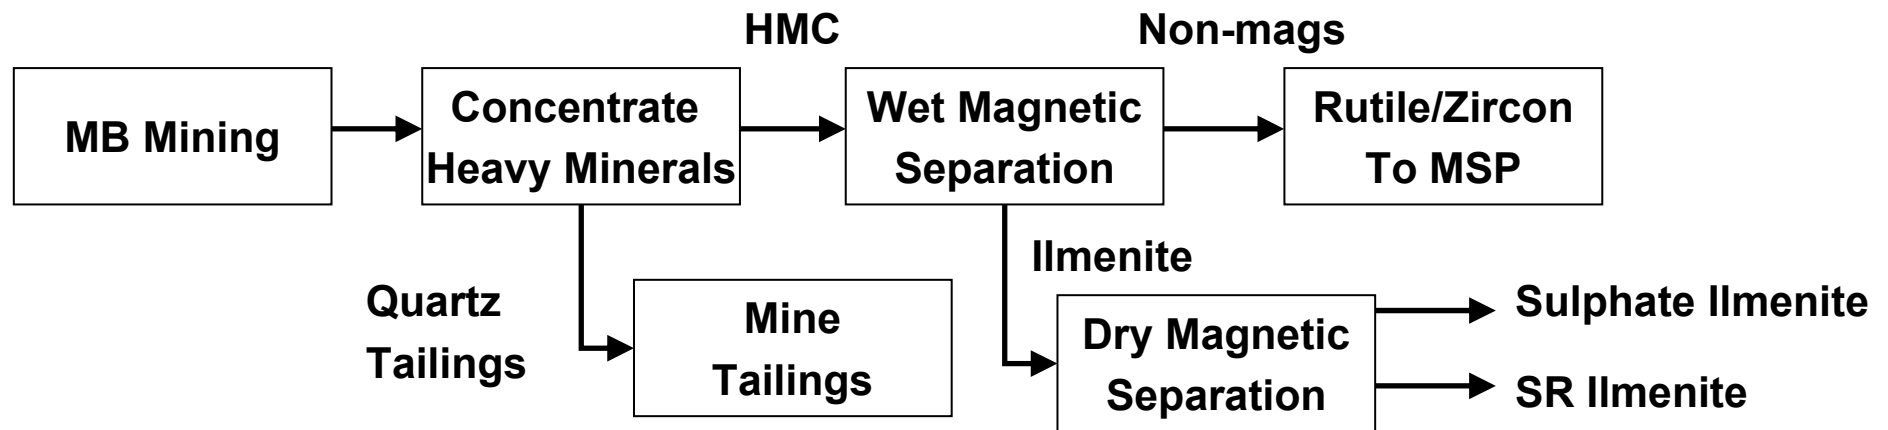 HMC
Non-mags
MB Mining
Concentrate
Heavy Minerals
Wet Magnetic
Separation
Rutile/Zircon
To MSP
Quartz
Tailings
Mine
Tailings
Ilmenite
Dry Magnetic
Separation
Sulphate Ilmenite
SR Ilmenite